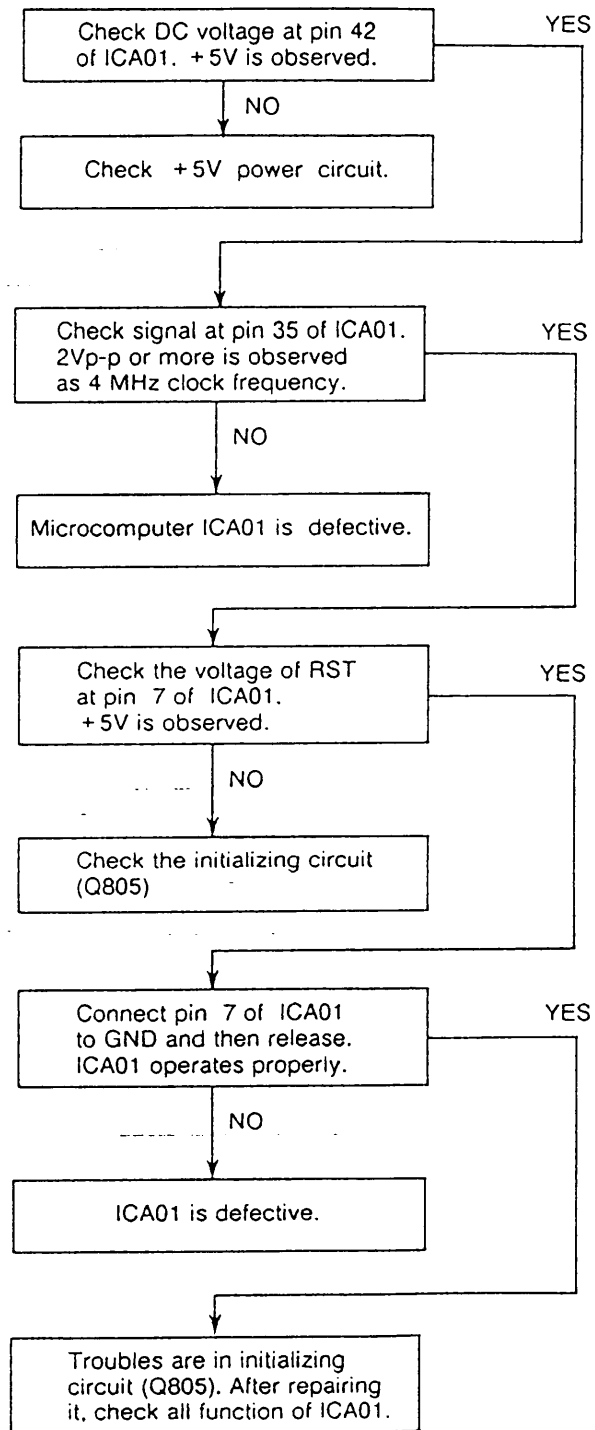 Check DC voltage at pin 42
of ICA01. +5V is observed.
YES
NO
Check +5V power circuit.
Check signal at pin 35 of ICA01.
2Vp-p or more is observed
as 4 MHz clock frequency.
YES
NO
Microcomputer ICA01 is defective.
Check the voltage of RST
at pin 7 of ICA01.
+5V is observed.
YES
NO
Check the initializing circuit
(Q805)
Connect pin 7 of ICA01
to GND and then release.
ICA01 operates properly.
YES
NO
ICA01 is defective.
Troubles are in initializing
circuit (Q805). After repairing
it, check all function of ICA01.